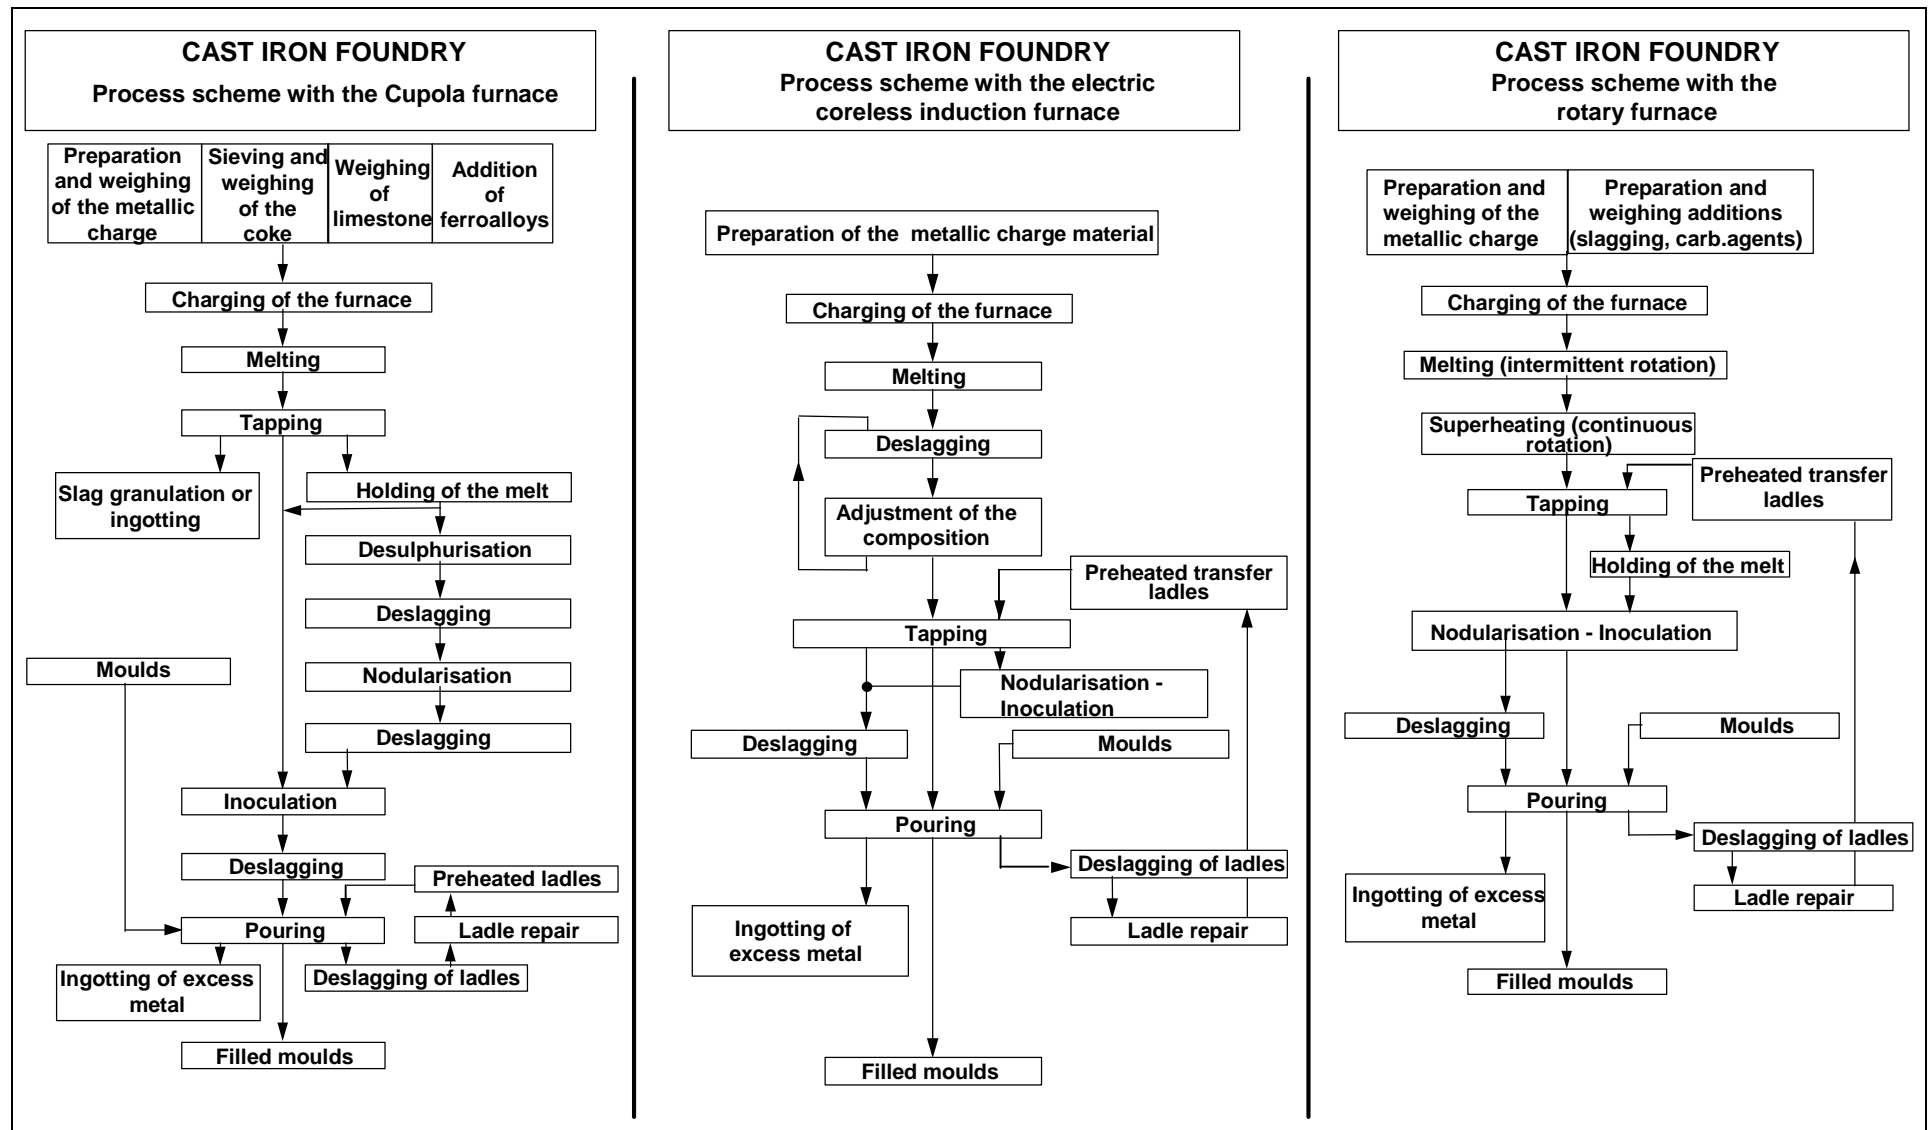 CAST IRON FOUNDRY
Process scheme with the Cupola furnace
Preparation
and weighing
of the metallic
charge
Sieving and
weighing
of the
coke
Weighing
of
limestone
Addition
of
ferroalloys
Charging of the furnace
Melting
Tapping
Slag granulation or
ingotting
Holding of the melt
Desulphurisation
Deslagging
Nodularisation
Deslagging
Moulds
Inoculation
Deslagging
Preheated ladles
Pouring
Ladle repair
Ingotting of excess
metal
Deslagging of ladles
Filled moulds
CAST IRON FOUNDRY
Process scheme with the electric
coreless induction furnace
Preparation of the metallic charge material
Charging of the furnace
Melting
Deslagging
Adjustment of the
composition
Preheated transfer
ladles
Tapping
Nodularisation -
Inoculation
Deslagging
Moulds
Pouring
Deslagging of ladles
Ingotting of
excess metal
Ladle repair
Filled moulds
CAST IRON FOUNDRY
Process scheme with the
rotary furnace
Preparation and
weighing of the
metallic charge
Preparation and
weighing additions
(slagging, carb.agents)
Charging of the furnace
Melting (intermittent rotation)
Superheating (continuous
rotation)
Preheated transfer
ladles
Tapping
Holding of the melt
Nodularisation - Inoculation
Deslagging
Moulds
Pouring
Deslagging of ladles
Ingotting of excess
metal
Ladle repair
Filled moulds